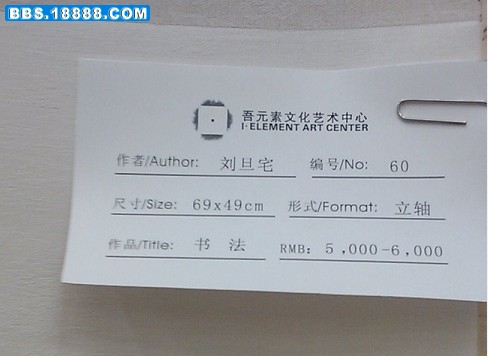 BBS.18888.COM
吾元素文化艺术中心
I·ELEMENT ART CENTER
作者/Author: 刘旦宅 编号/No: 60
尺寸/Size: 69x49cm 形式/Format: 立轴
作品/Title: 书 法 RMB: 5,000-6,000